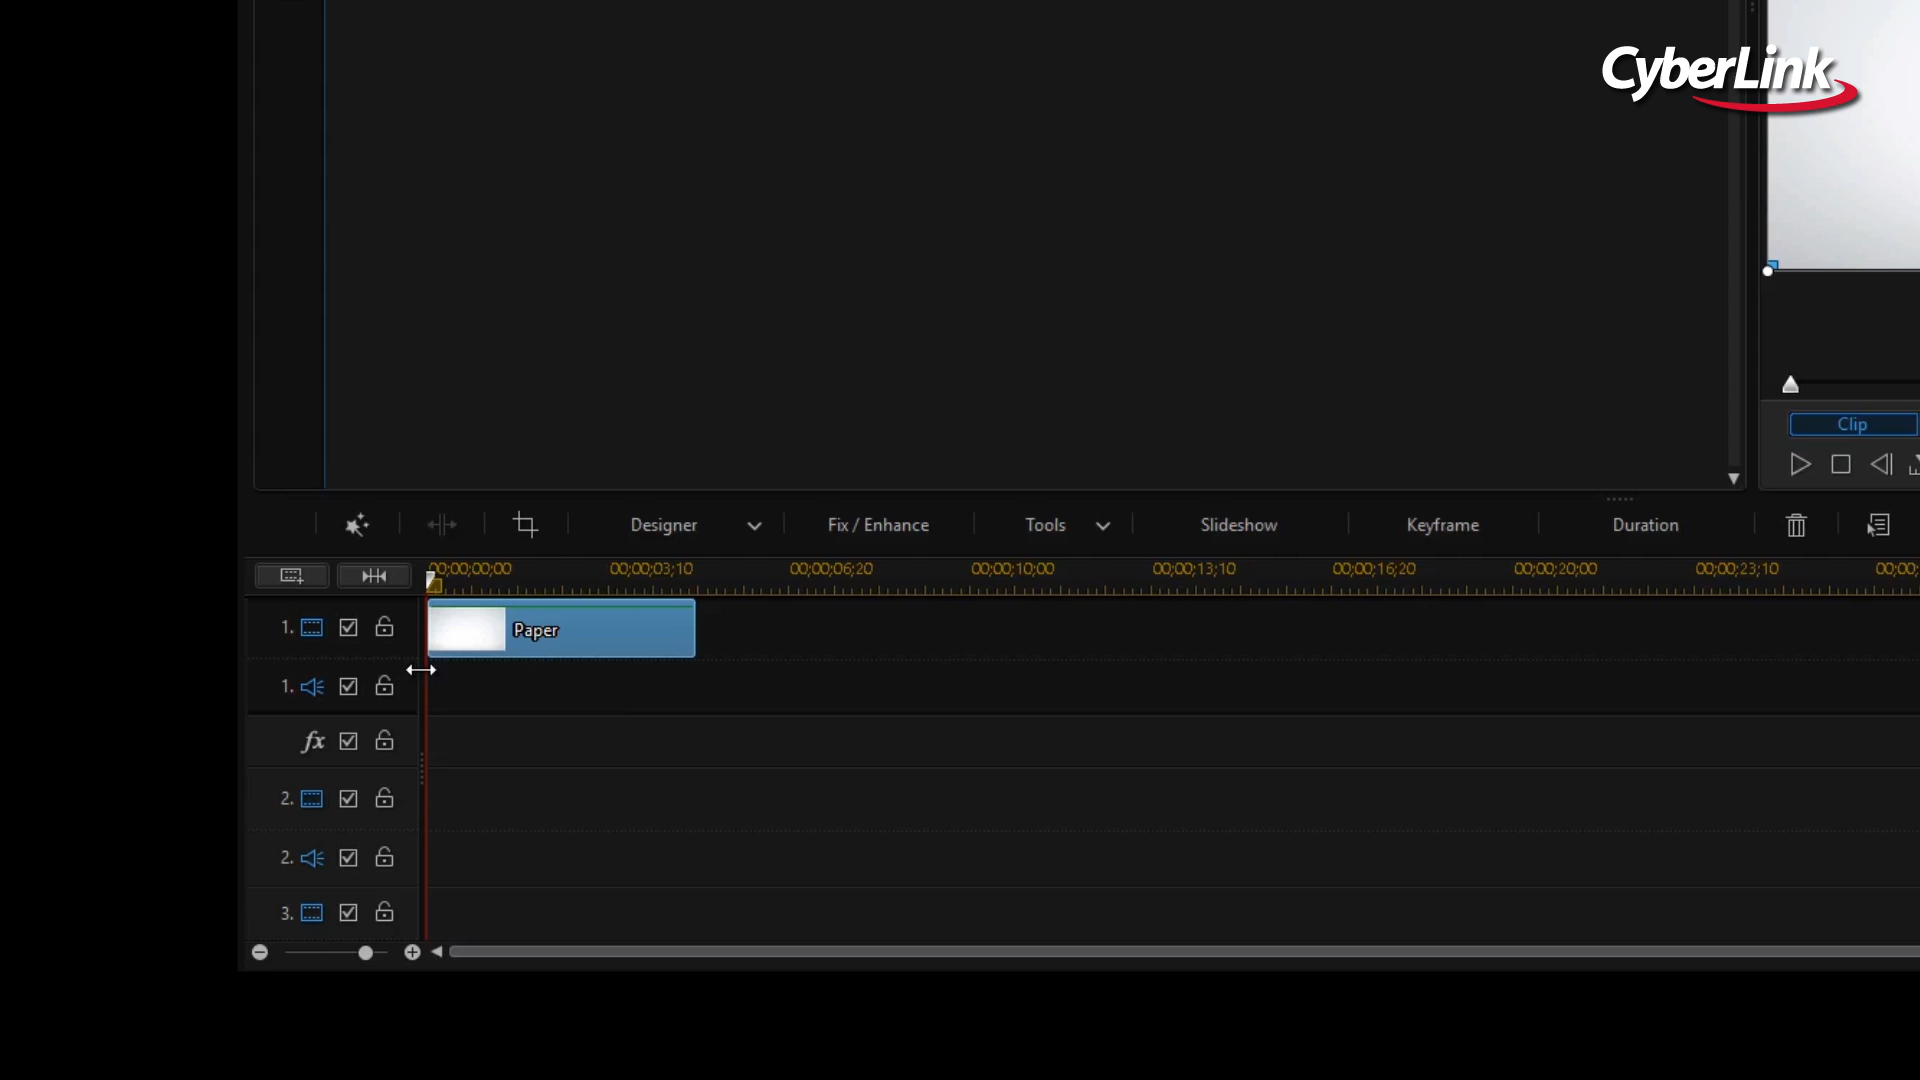 CyberLink
Clip
Designer Fix / Enhance Tools Slideshow Keyframe Duration
00;00;00;00 00;00;03;10 00;00;06;20 00;00;10;00 00;00;13;10 00;00;16;20 00;00;20;00 00;00;23;10 00;00;
1. Paper
1.
fx
2.
2.
3.